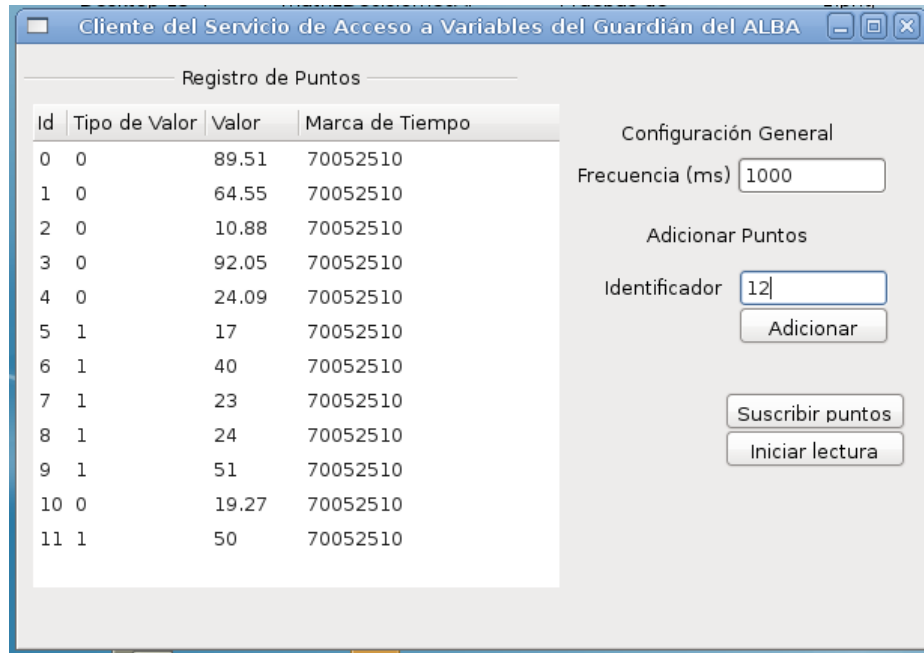 Cliente del Servicio de Acceso a Variables del Guardián del ALBA
Registro de Puntos
Id Tipo de Valor Valor Marca de Tiempo
0 0 89.51 70052510
1 0 64.55 70052510
2 0 10.88 70052510
3 0 92.05 70052510
4 0 24.09 70052510
5 1 17 70052510
6 1 40 70052510
7 1 23 70052510
8 1 24 70052510
9 1 51 70052510
10 0 19.27 70052510
11 1 50 70052510
Configuración General
Frecuencia (ms) 1000
Adicionar Puntos
Identificador 12
Adicionar
Suscribir puntos
Iniciar lectura